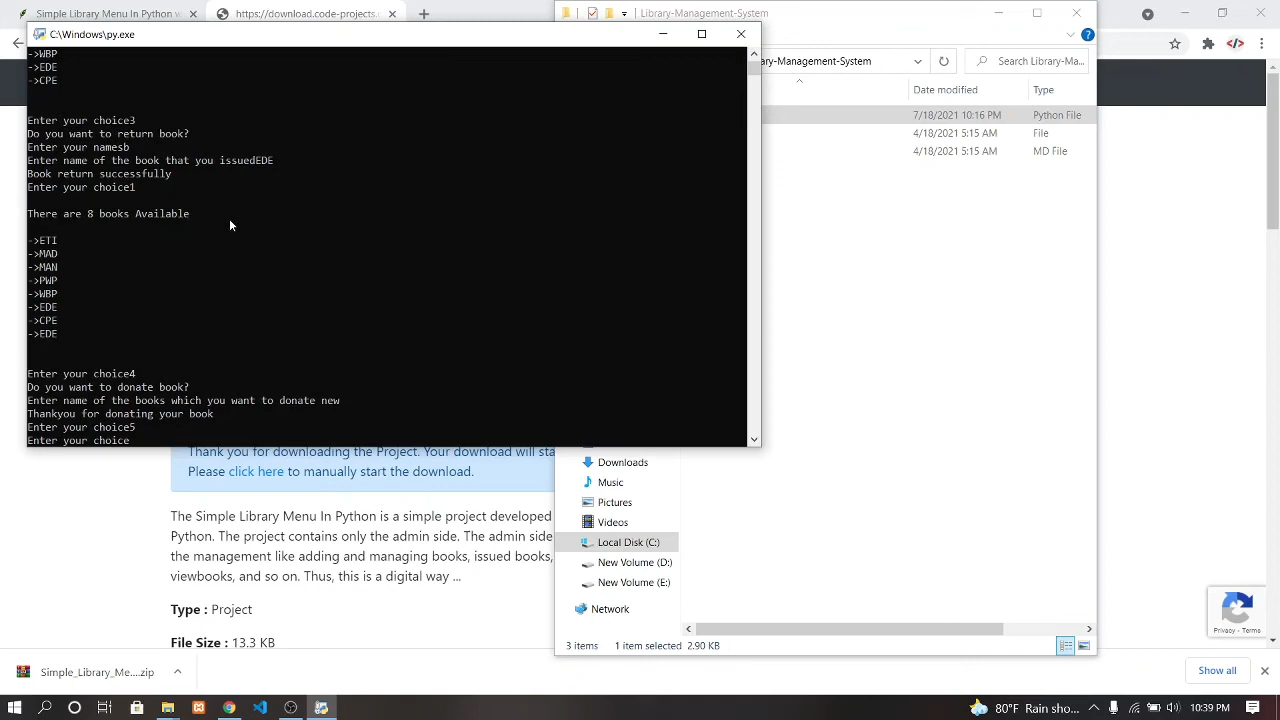 Simple Library Menu In Python w
https://download.code-projects.
Library-Management-System
C:\Windows\py.exe
ary-Management-System
Search Library-Ma...
->WBP
->EDE
->CPE
Date modified
Type
7/18/2021 10:16 PM
Python File
4/18/2021 5:15 AM
File
4/18/2021 5:15 AM
MD File
Enter your choice3
Do you want to return book?
Enter your namesb
Enter name of the book that you issuedEDE
Book return successfully
Enter your choice1
There are 8 books Available
->ETI
->MAD
->MAN
->PWP
->WBP
->EDE
->CPE
->EDE
Enter your choice4
Do you want to donate book?
Enter name of the books which you want to donate new
Thankyou for donating your book
Enter your choice5
Enter your choice
Thank you for downloading the Project. Your download will sta
Please click here to manually start the download.
The Simple Library Menu In Python is a simple project developed
Python. The project contains only the admin side. The admin side
the management like adding and managing books, issued books,
viewbooks, and so on. Thus, this is a digital way ...
Type : Project
File Size : 13.3 KB
Downloads
Music
Pictures
Videos
Local Disk (C:)
New Volume (D:)
New Volume (E:)
Network
3 items
1 item selected 2.90 KB
Privacy - Terms
Simple_Library_Me....zip
Show all
80°F Rain sho...
10:39 PM